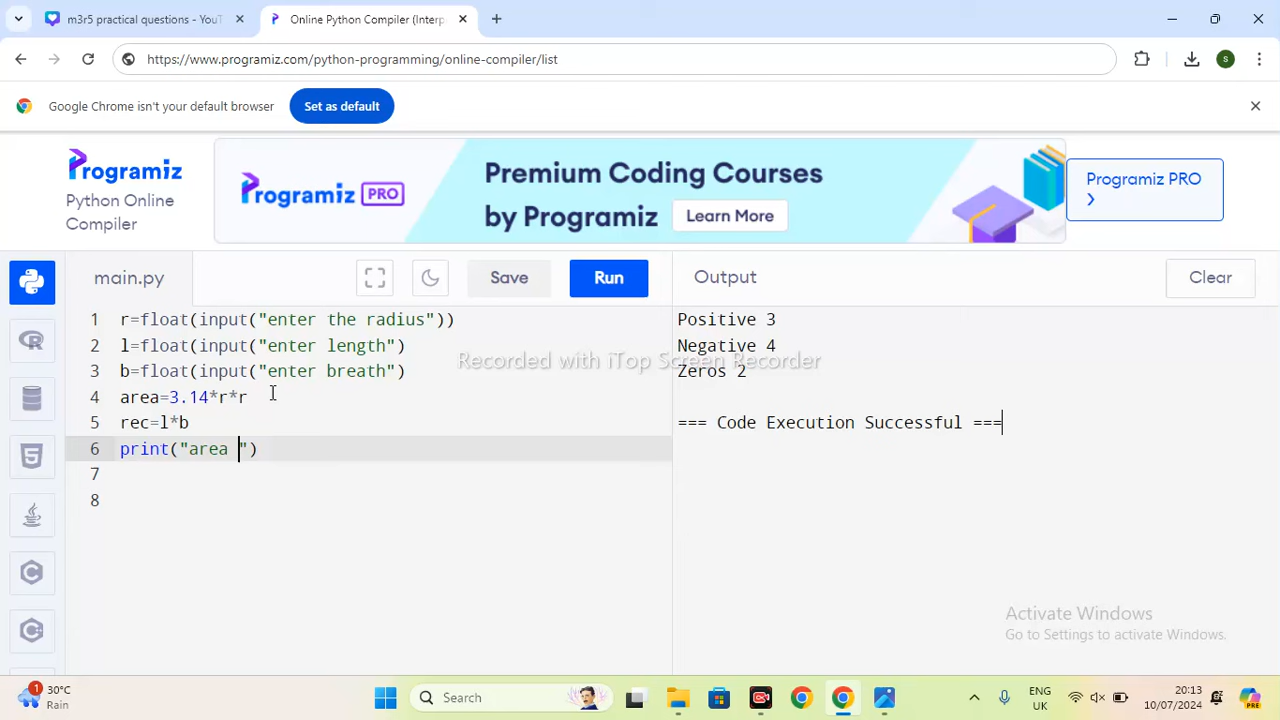 m3r5 practical questions - YouT
Online Python Compiler (Interp
https://www.programiz.com/python-programming/online-compiler/list
S
Google Chrome isn't your default browser
Set as default
Programiz
Python Online
Compiler
Programiz PRO
Premium Coding Courses
by Programiz
Learn More
Programiz PRO
main.py
Save
Run
Output
Clear
1 r=float(input("enter the radius"))
2 l=float(input("enter length")
3 b=float(input("enter breath")
4 area=3.14*r*r
5 rec=l*b
6 print("area ")
7
8
Positive 3
Negative 4
Zeros 2
=== Code Execution Successful ===
Recorded with iTop Screen Recorder
Activate Windows
Go to Settings to activate Windows.
1
30°C
Rain
Search
ENG
UK
20:13
10/07/2024
PRE